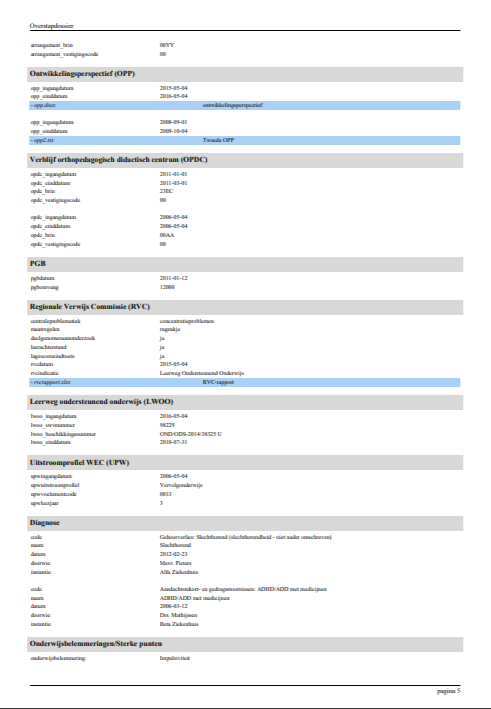 Overstapdossier
arrangement_brin 00YY
arrangement_vestigingscode 00
Ontwikkelingsperspectief (OPP)
opp_ingangdatum 2015-05-04
opp_einddatum 2016-05-04
- opp.docx ontwikkelingsperspectief
opp_ingangdatum 2008-09-01
opp_einddatum 2009-10-04
- opp2.txt Tweede OPP
Verblijf orthopedagogisch didactisch centrum (OPDC)
opdc_ingangdatum 2011-01-01
opdc_einddatum 2011-03-01
opdc_brin 23EC
opdc_vestigingscode 00
opdc_ingangdatum 2006-05-04
opdc_einddatum 2006-05-04
opdc_brin 00AA
opdc_vestigingscode 00
PGB
pgbdatum 2011-01-12
pgbomvang 12000
Regionale Verwijs Commissie (RVC)
centraleproblematiek concentratieproblemen
maatregelen rugzakje
deelgenomenaanonderzoek ja
leerachterstand ja
lagescoreeindtoets ja
rvcdatum 2015-05-04
rvcindicatie Leerweg Ondersteunend Onderwijs
- rvcrapport.xlsx RVC-rapport
Leerweg ondersteunend onderwijs (LWOO)
lwoo_ingangdatum 2016-05-04
lwoo_swvnummer 98229
lwoo_beschikkingsnummer OND/ODS-2014/38325 U
lwoo_einddatum 2018-07-31
Uitstroomprofiel WEC (UPW)
upwingangdatum 2006-05-04
upwuitstroomprofiel Vervolgonderwijs
upwvoelementcode 0013
upwleerjaar 3
Diagnose
code Gehoorverlies: Slechthorend (slechthorendheid - niet nader omschreven)
naam Slechthorend
datum 2012-02-23
doorwie Mevr. Pieters
instantie Alfa Ziekenhuis
code Aandachtstekort- en gedragsstoornissen: ADHD/ADD met medicijnen
naam ADHD/ADD met medicijnen
datum 2006-03-12
doorwie Drs. Mathijssen
instantie Beta Ziekenhuis
Onderwijsbelemmeringen/Sterke punten
onderwijsbelemmering Impulsiviteit
pagina 5